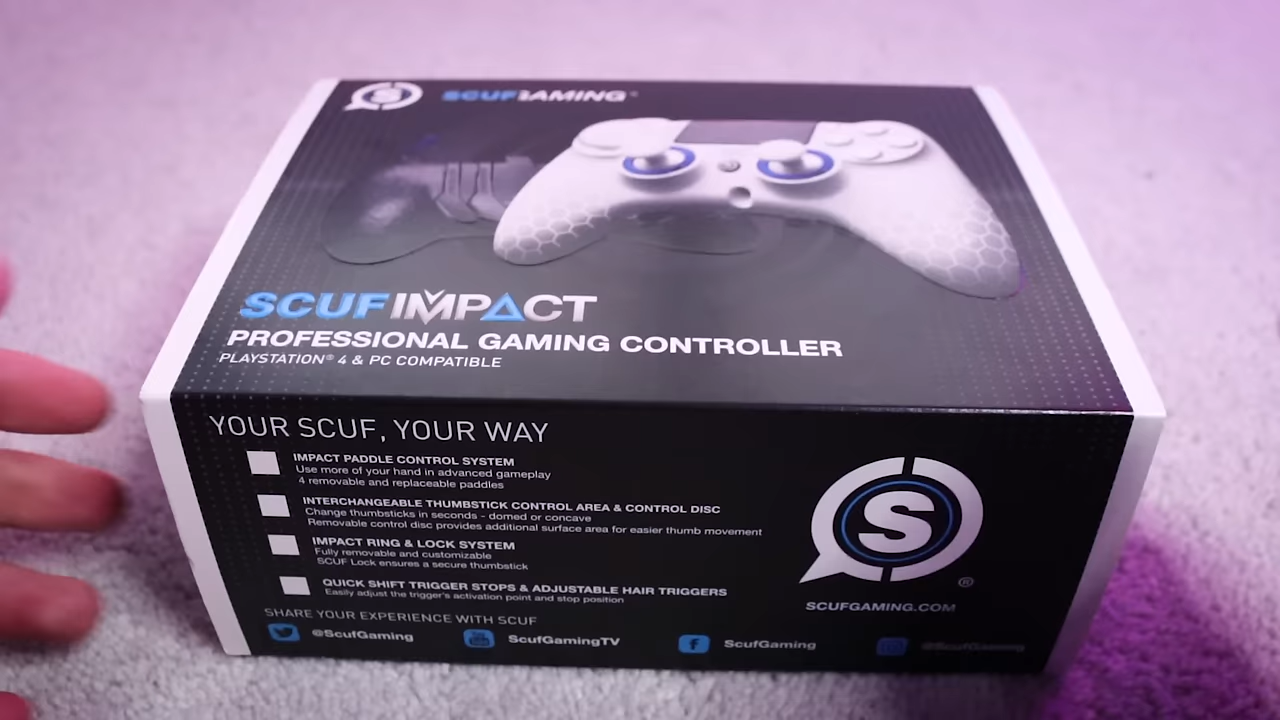 S
SCUFGAMING
SCUF IMPACT
PROFESSIONAL GAMING CONTROLLER
PLAYSTATION® 4 & PC COMPATIBLE
YOUR SCUF, YOUR WAY
IMPACT PADDLE CONTROL SYSTEM
Use more of your hand in advanced gameplay
4 removable and replaceable paddles
INTERCHANGEABLE THUMBSTICK CONTROL AREA & CONTROL DISC
Change thumbsticks in seconds - domed or concave
Removable control disc provides additional surface area for easier thumb movement
IMPACT RING & LOCK SYSTEM
Fully removable and customizable
SCUF Lock ensures a secure thumbstick
QUICK SHIFT TRIGGER STOPS & ADJUSTABLE HAIR TRIGGERS
Easily adjust the trigger's activation point and stop position
S
®
SCUFGAMING.COM
SHARE YOUR EXPERIENCE WITH SCUF
@ScufGaming ScufGamingTV ScufGaming @ScufGaming